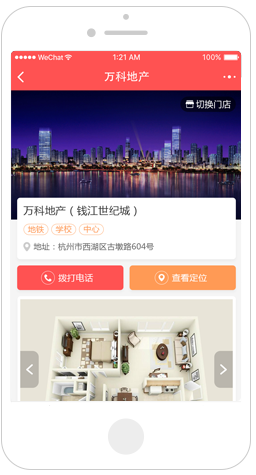 WeChat 1:21 AM 100%
万科地产
切换门店
万科地产（钱江世纪城）
地铁 学校 中心
地址：杭州市西湖区古墩路604号
拨打电话 查看定位